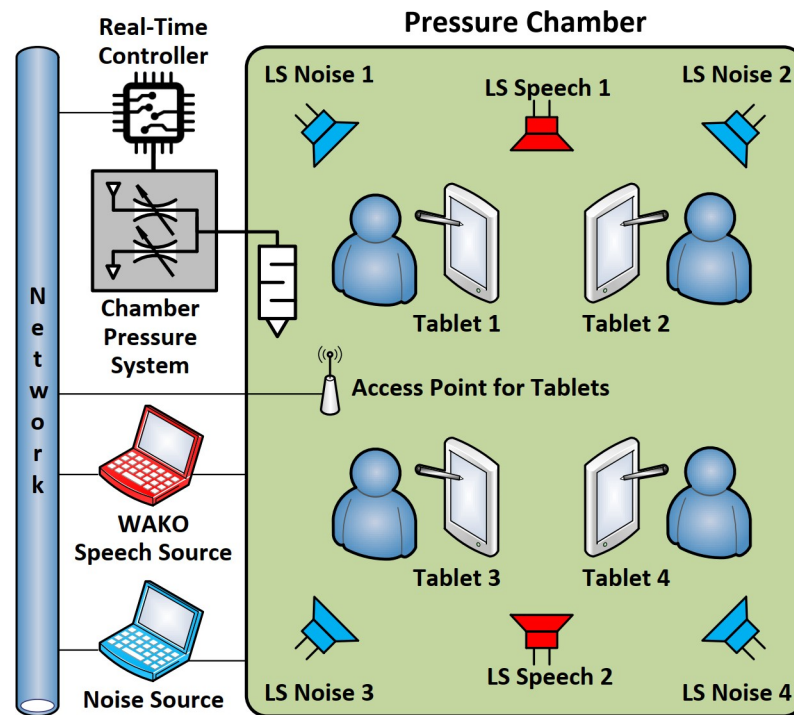 Pressure Chamber
Real-Time
Controller
LS Noise 1
LS Speech 1
LS Noise 2
Network
Chamber
Pressure
System
Tablet 1
Tablet 2
Access Point for Tablets
WAKO
Speech Source
Tablet 3
Tablet 4
Noise Source
LS Noise 3
LS Speech 2
LS Noise 4